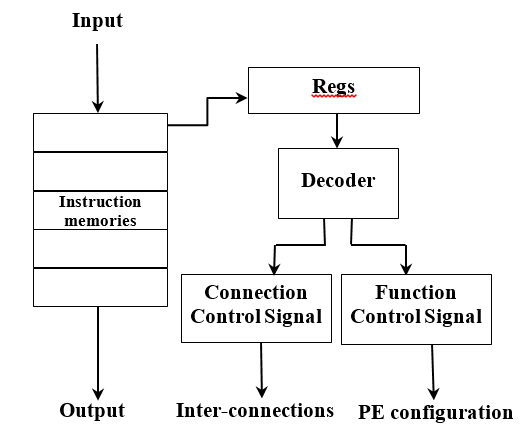 Input
Regs
Decoder
Instruction
memories
Connection
Control Signal
Function
Control Signal
Output
Inter-connections
PE configuration